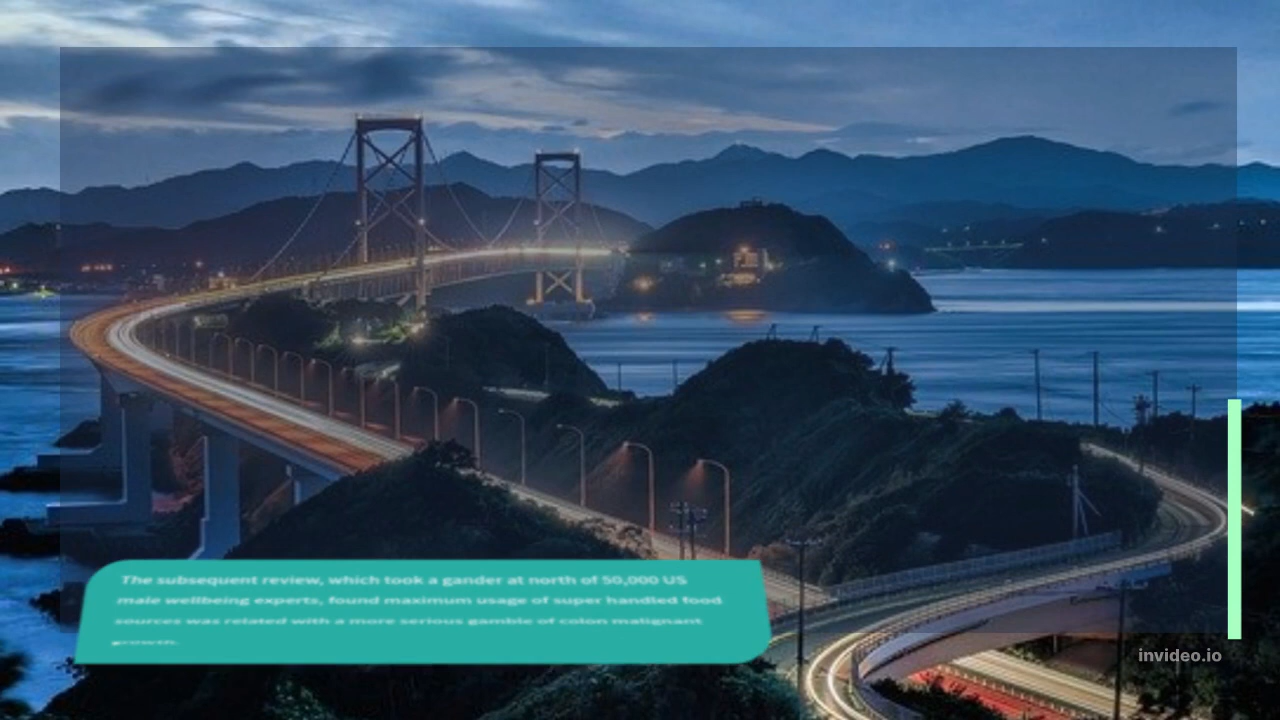 The subsequent review, which took a gander at north of 50,000 US
male wellbeing experts, found maximum usage of super handled food
sources was related with a more serious gamble of colon malignant
growth.
invideo.io